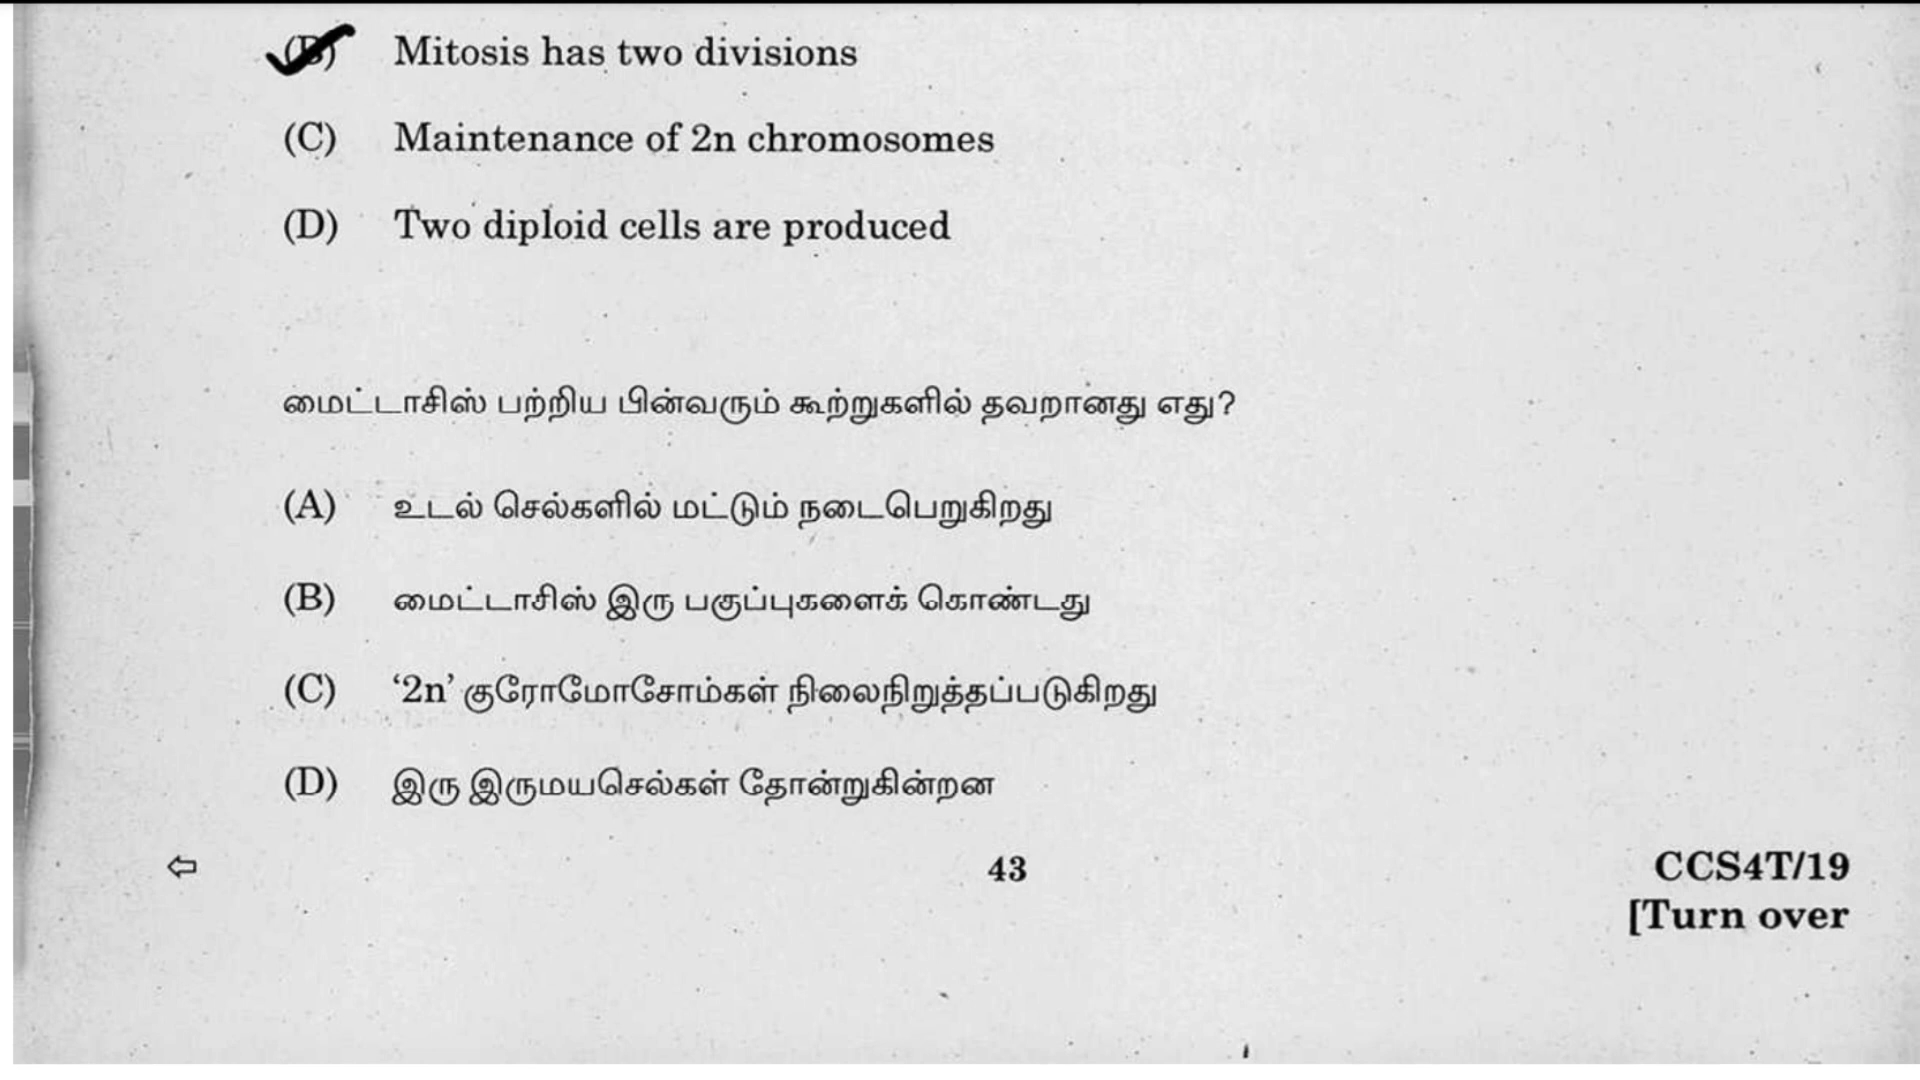 (B) Mitosis has two divisions
(C) Maintenance of 2n chromosomes
(D) Two diploid cells are produced
மைட்டாசிஸ் பற்றிய பின்வரும் கூற்றுகளில் தவறானது எது?
(A) உடல் செல்களில் மட்டும் நடைபெறுகிறது
(B) மைட்டாசிஸ் இரு பகுப்புகளைக் கொண்டது
(C) ‘2n’ குரோமோசோம்கள் நிலைநிறுத்தப்படுகிறது
(D) இரு இருமயசெல்கள் தோன்றுகின்றன
43
CCS4T/19
[Turn over